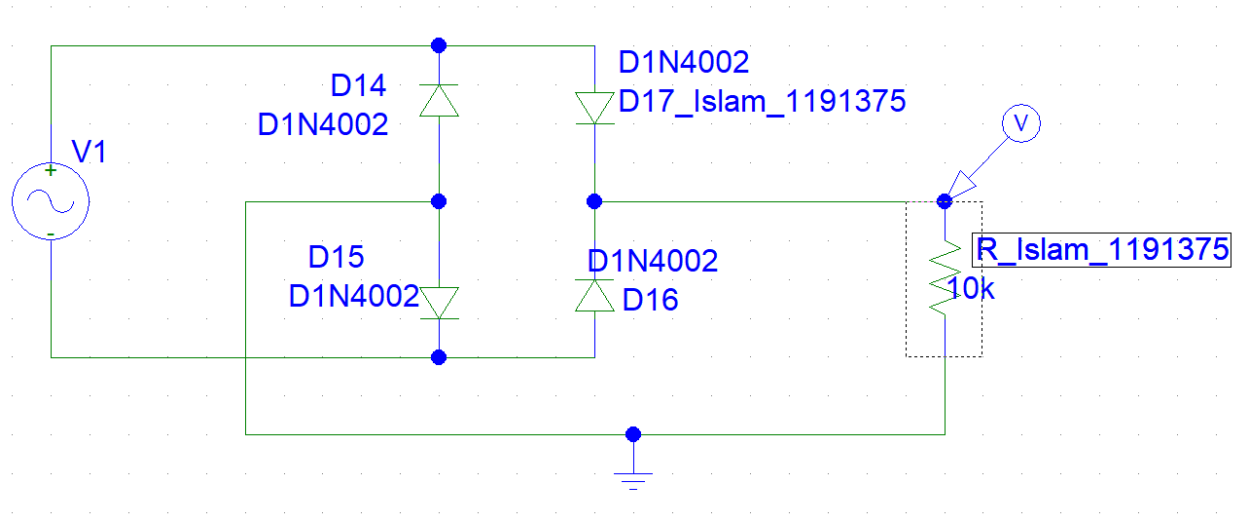 D1N4002
D14
D17_Islam_1191375
D1N4002
V
V1
+
-
D15
D1N4002
D1N4002
D16
R_Islam_1191375
10k